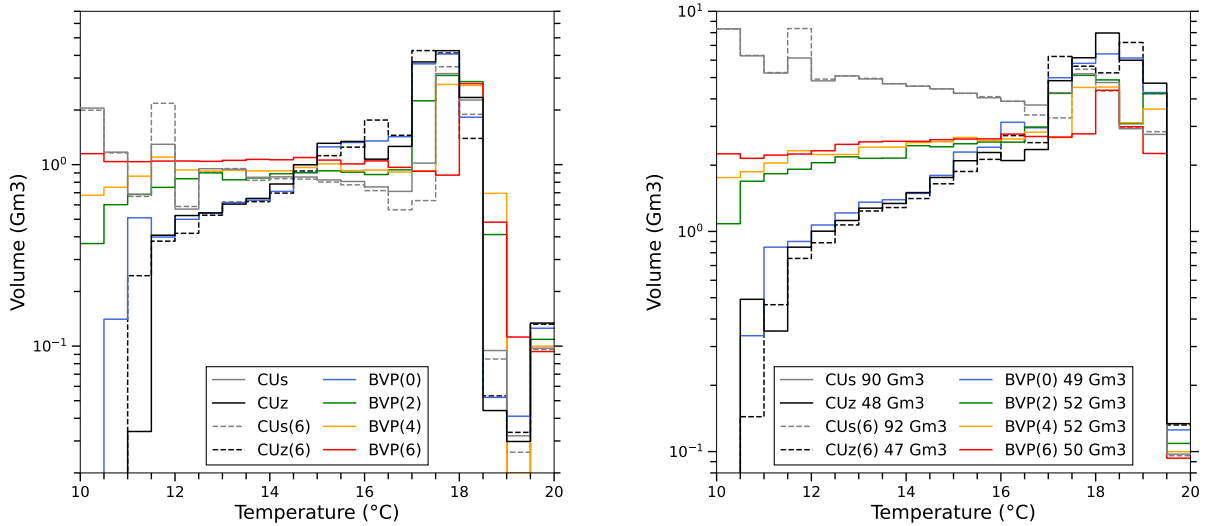 Volume (Gm3)
10⁰
10⁻¹
CUs
CUz
CUs(6)
CUz(6)
BVP(0)
BVP(2)
BVP(4)
BVP(6)
10 12 14 16 18 20
Temperature (°C)
Volume (Gm3)
10¹
10⁰
10⁻¹
CUs 90 Gm3
CUz 48 Gm3
CUs(6) 92 Gm3
CUz(6) 47 Gm3
BVP(0) 49 Gm3
BVP(2) 52 Gm3
BVP(4) 52 Gm3
BVP(6) 50 Gm3
10 12 14 16 18 20
Temperature (°C)